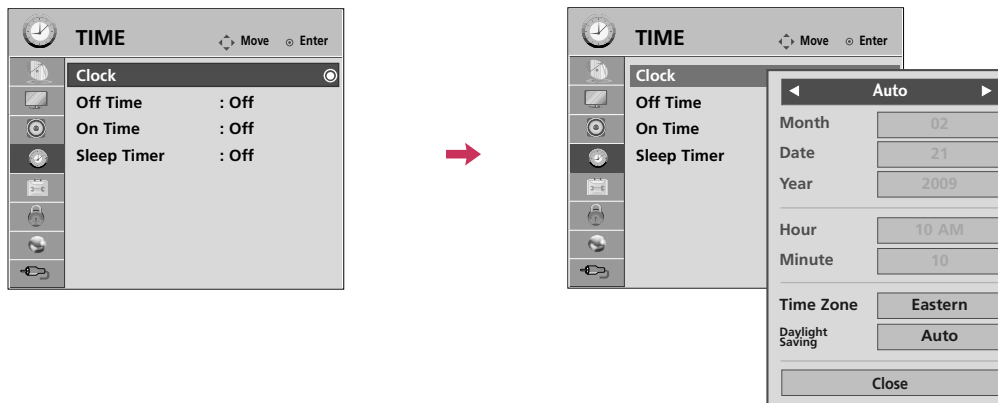 TIME Move Enter
Clock
Off Time : Off
On Time : Off
Sleep Timer : Off
TIME Move Enter
Clock
Off Time
On Time
Sleep Timer
Auto
Month 02
Date 21
Year 2009
Hour 10 AM
Minute 10
Time Zone Eastern
Daylight
Saving Auto
Close